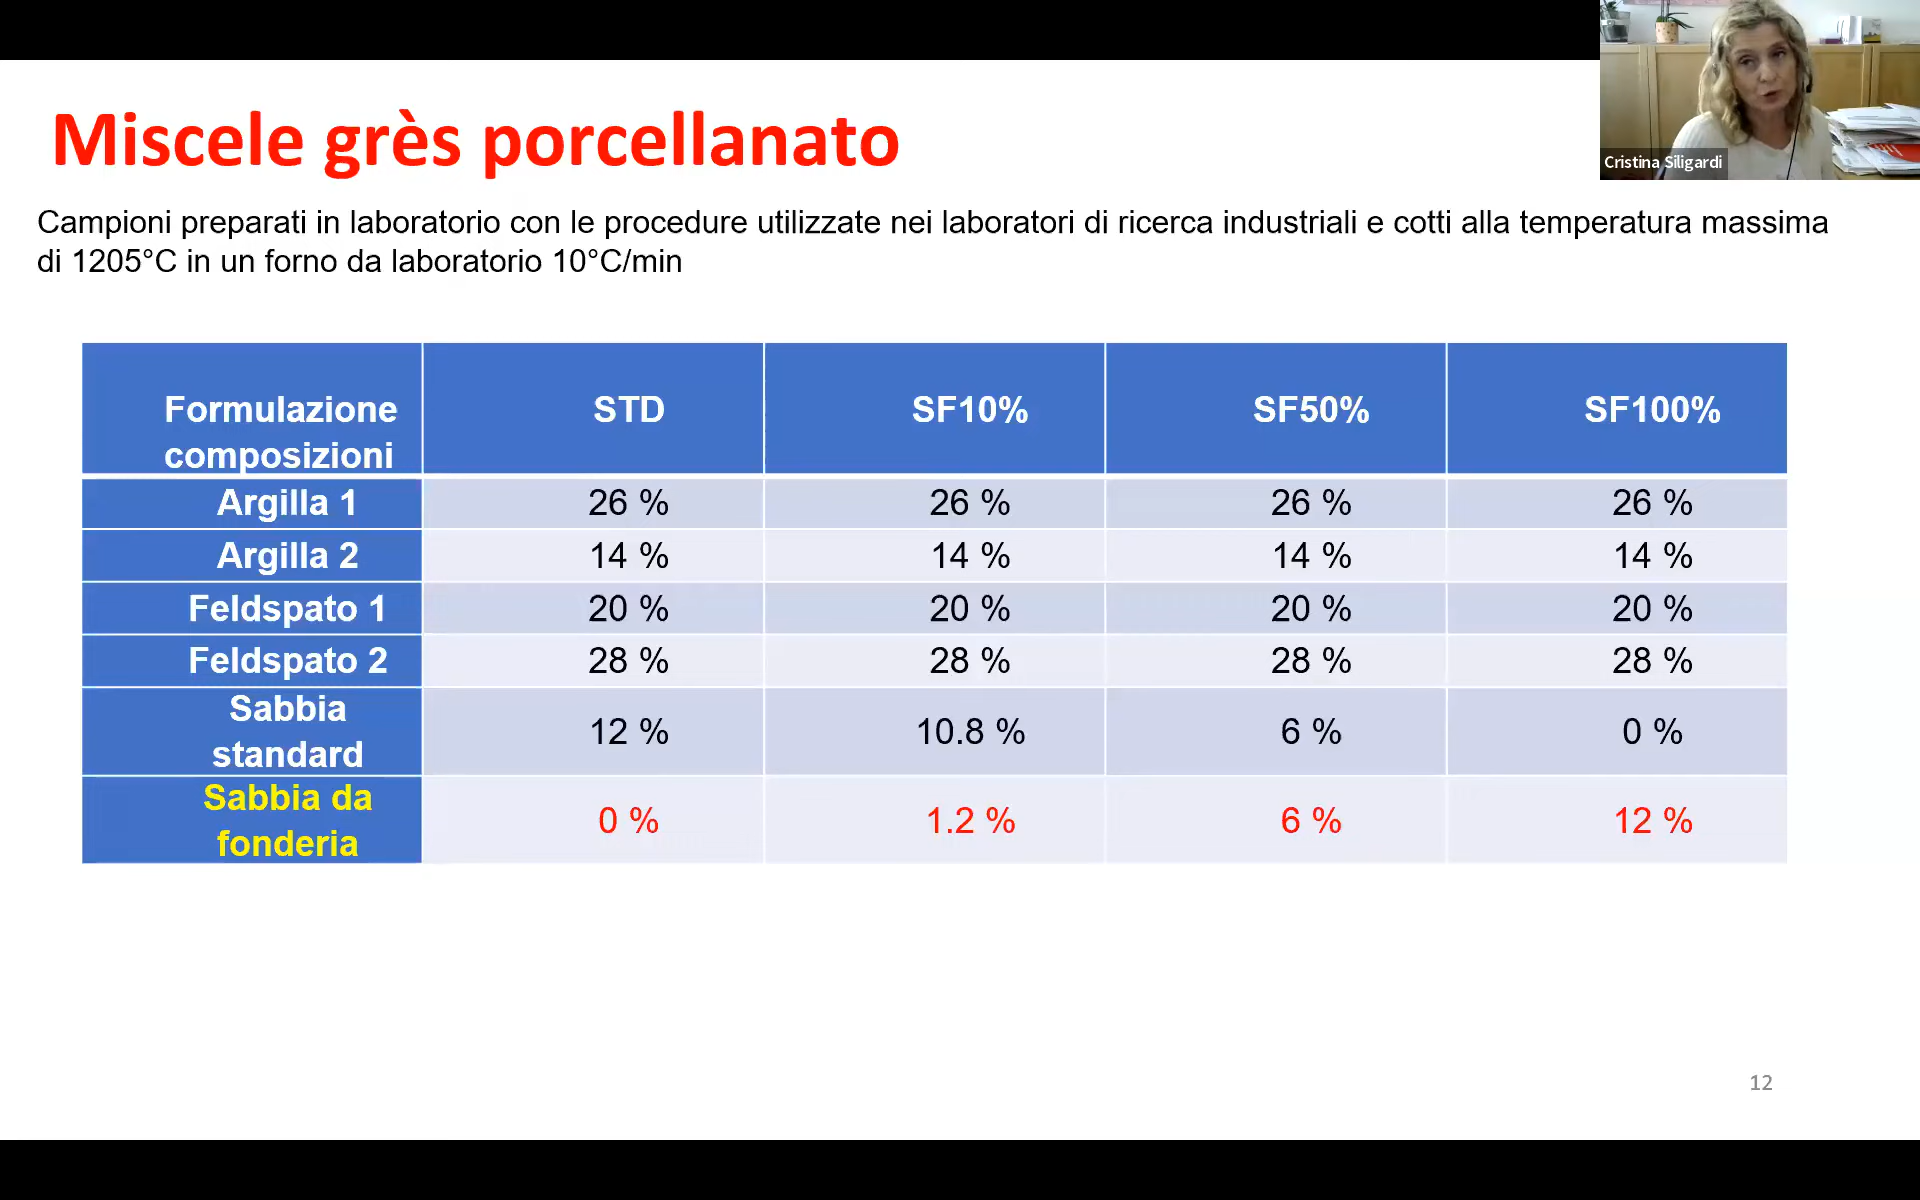 Miscele grès porcellanato
Cristina Siligardi
Campioni preparati in laboratorio con le procedure utilizzate nei laboratori di ricerca industriali e cotti alla temperatura massima
di 1205°C in un forno da laboratorio 10°C/min
Formulazione composizioni STD SF10% SF50% SF100%
Argilla 1 26 % 26 % 26 % 26 %
Argilla 2 14 % 14 % 14 % 14 %
Feldspato 1 20 % 20 % 20 % 20 %
Feldspato 2 28 % 28 % 28 % 28 %
Sabbia standard 12 % 10.8 % 6 % 0 %
Sabbia da fonderia 0 % 1.2 % 6 % 12 %
12